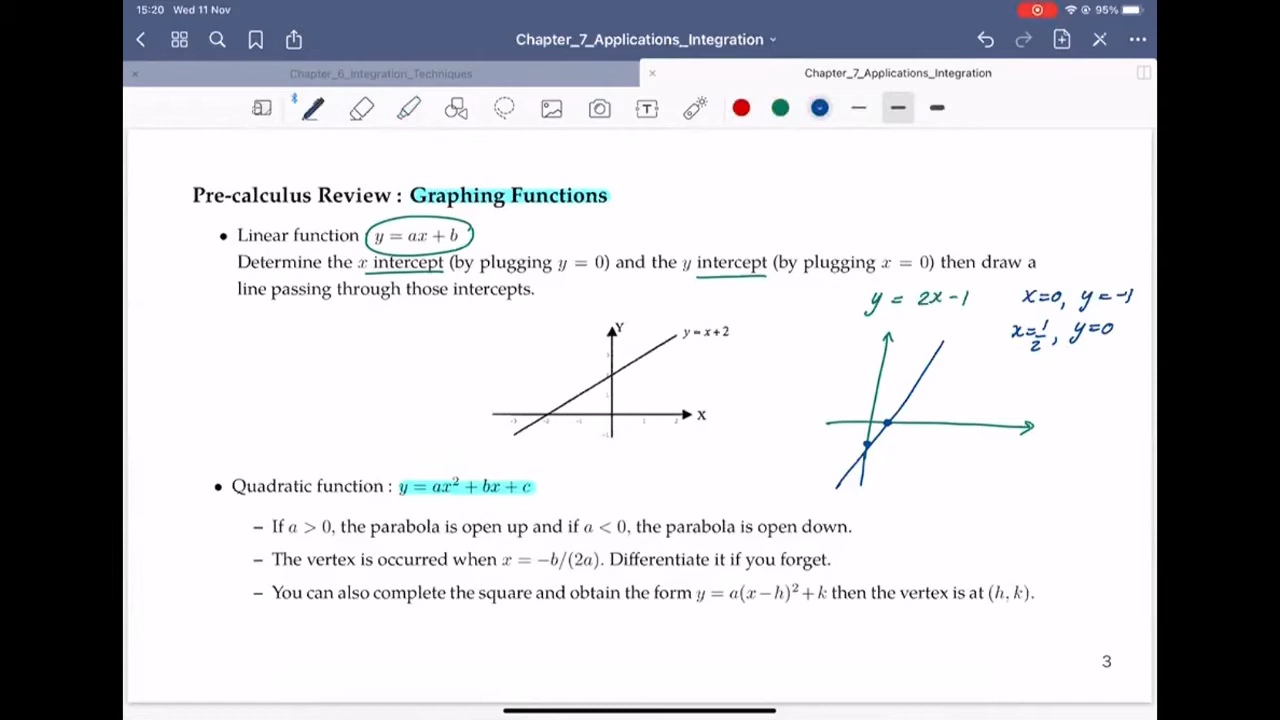 15:20 Wed 11 Nov 95%
Chapter_7_Applications_Integration
Chapter_6_Integration_Techniques Chapter_7_Applications_Integration
Pre-calculus Review : Graphing Functions
• Linear function y = ax + b
Determine the x intercept (by plugging y = 0) and the y intercept (by plugging x = 0) then draw a
line passing through those intercepts.
y = 2x-1 x=0, y=-1
x=1/2, y=0
Y y = x + 2
X
• Quadratic function : y = ax² + bx + c
– If a > 0, the parabola is open up and if a < 0, the parabola is open down.
– The vertex is occurred when x = −b/(2a). Differentiate it if you forget.
– You can also complete the square and obtain the form y = a(x−h)² + k then the vertex is at (h, k).
3